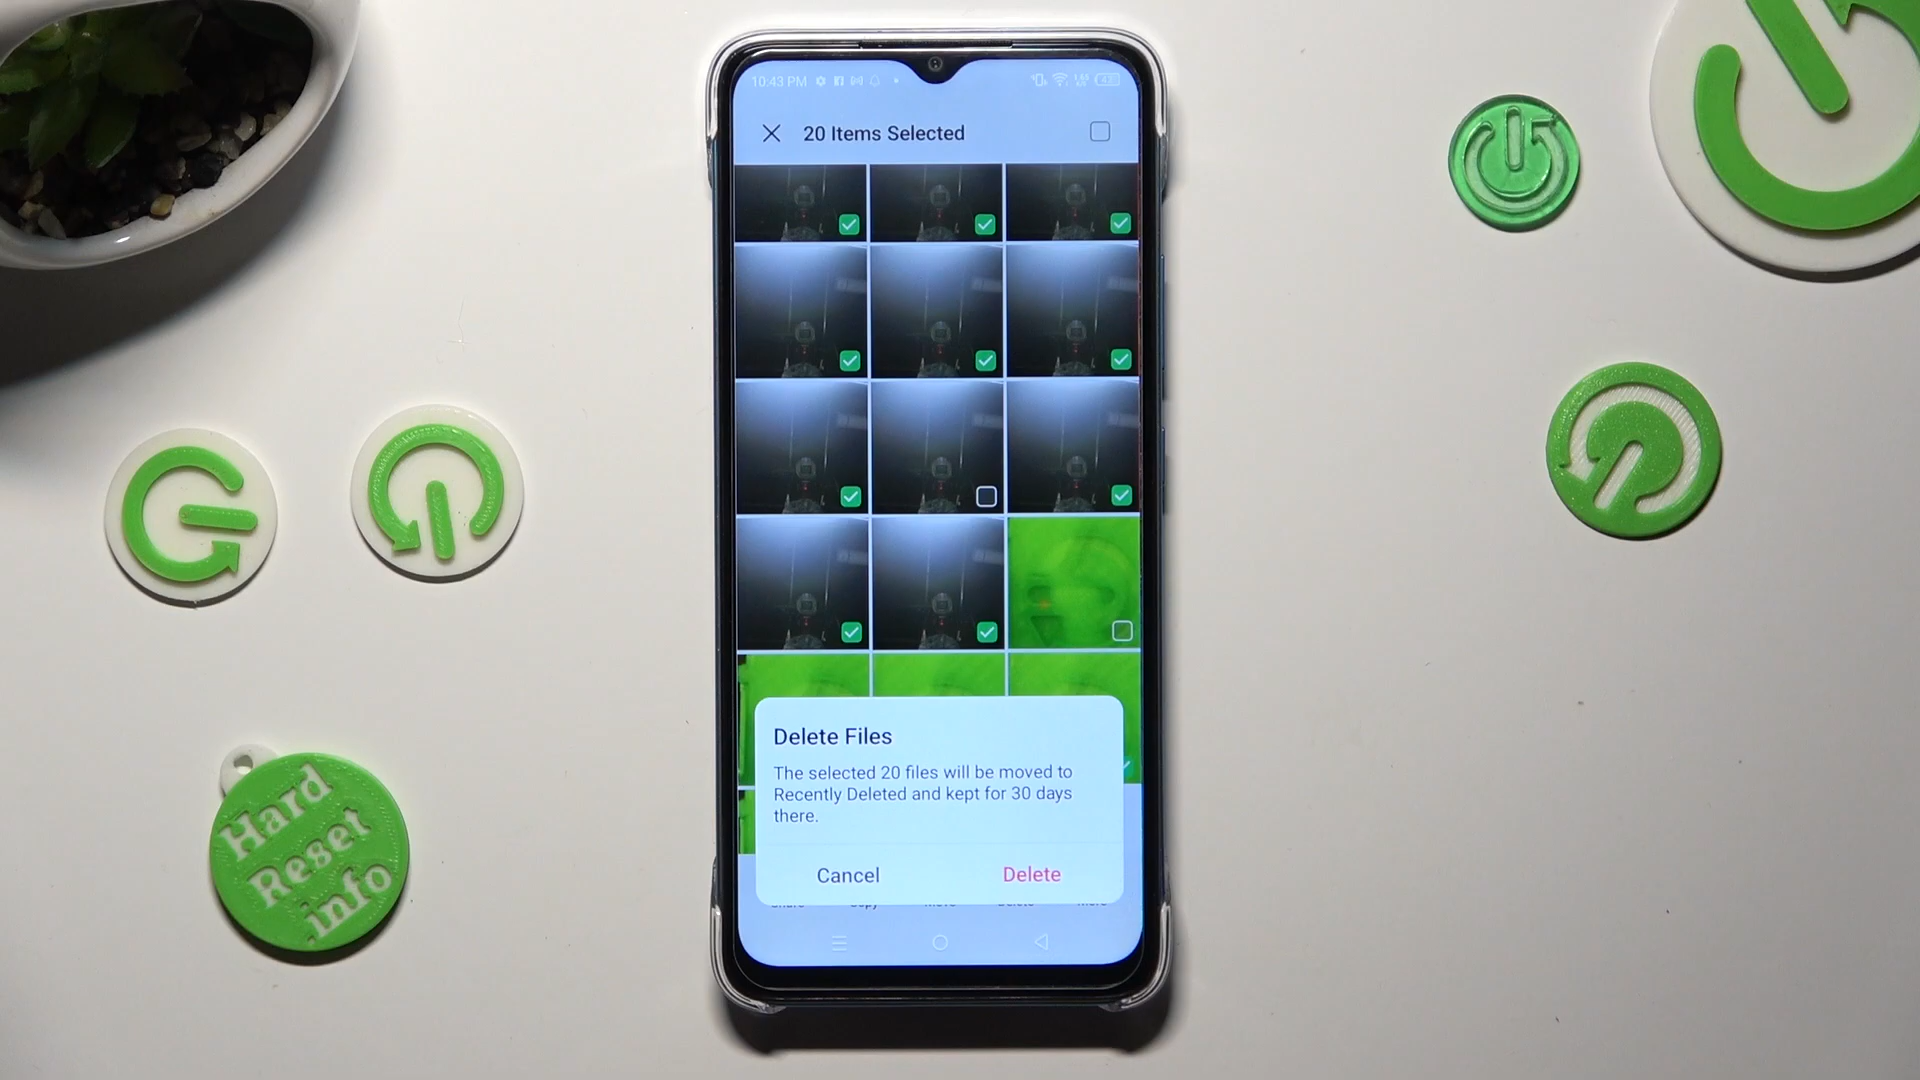 10:43 PM
20 Items Selected
Delete Files
The selected 20 files will be moved to
Recently Deleted and kept for 30 days
there.
Cancel Delete
Hard
Reset
.info